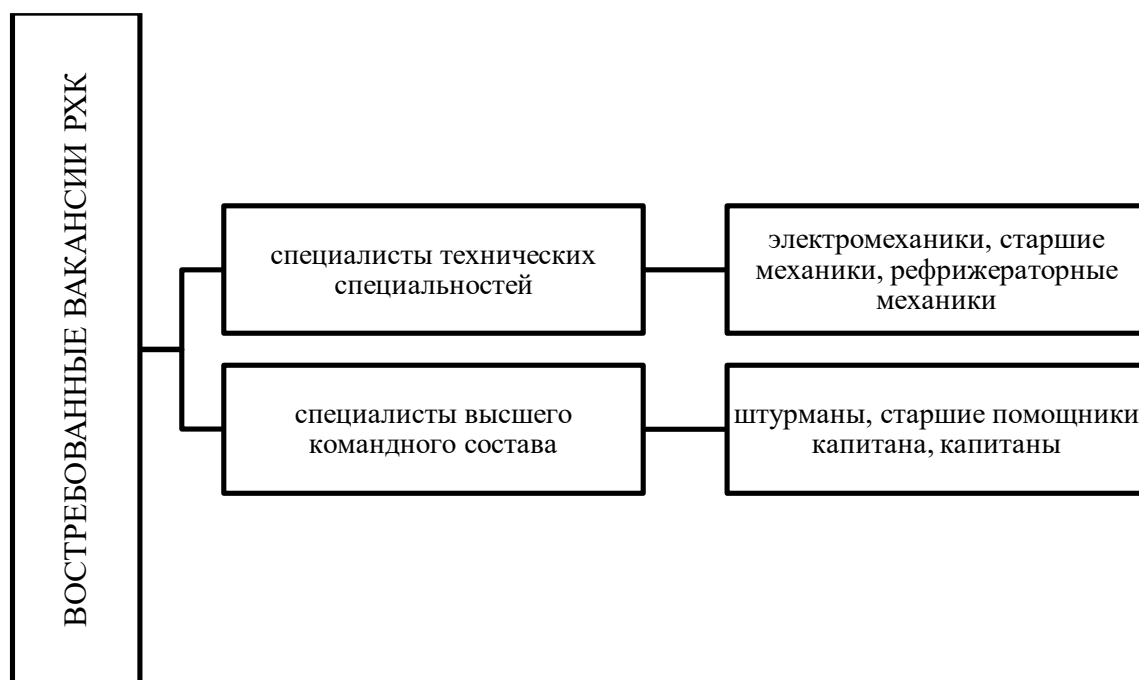 ВОСТРЕБОВАННЫЕ ВАКАНСИИ РХК
специалисты технических
специальностей
электромеханики, старшие
механики, рефрижераторные
механики
специалисты высшего
командного состава
штурманы, старшие помощники
капитана, капитаны